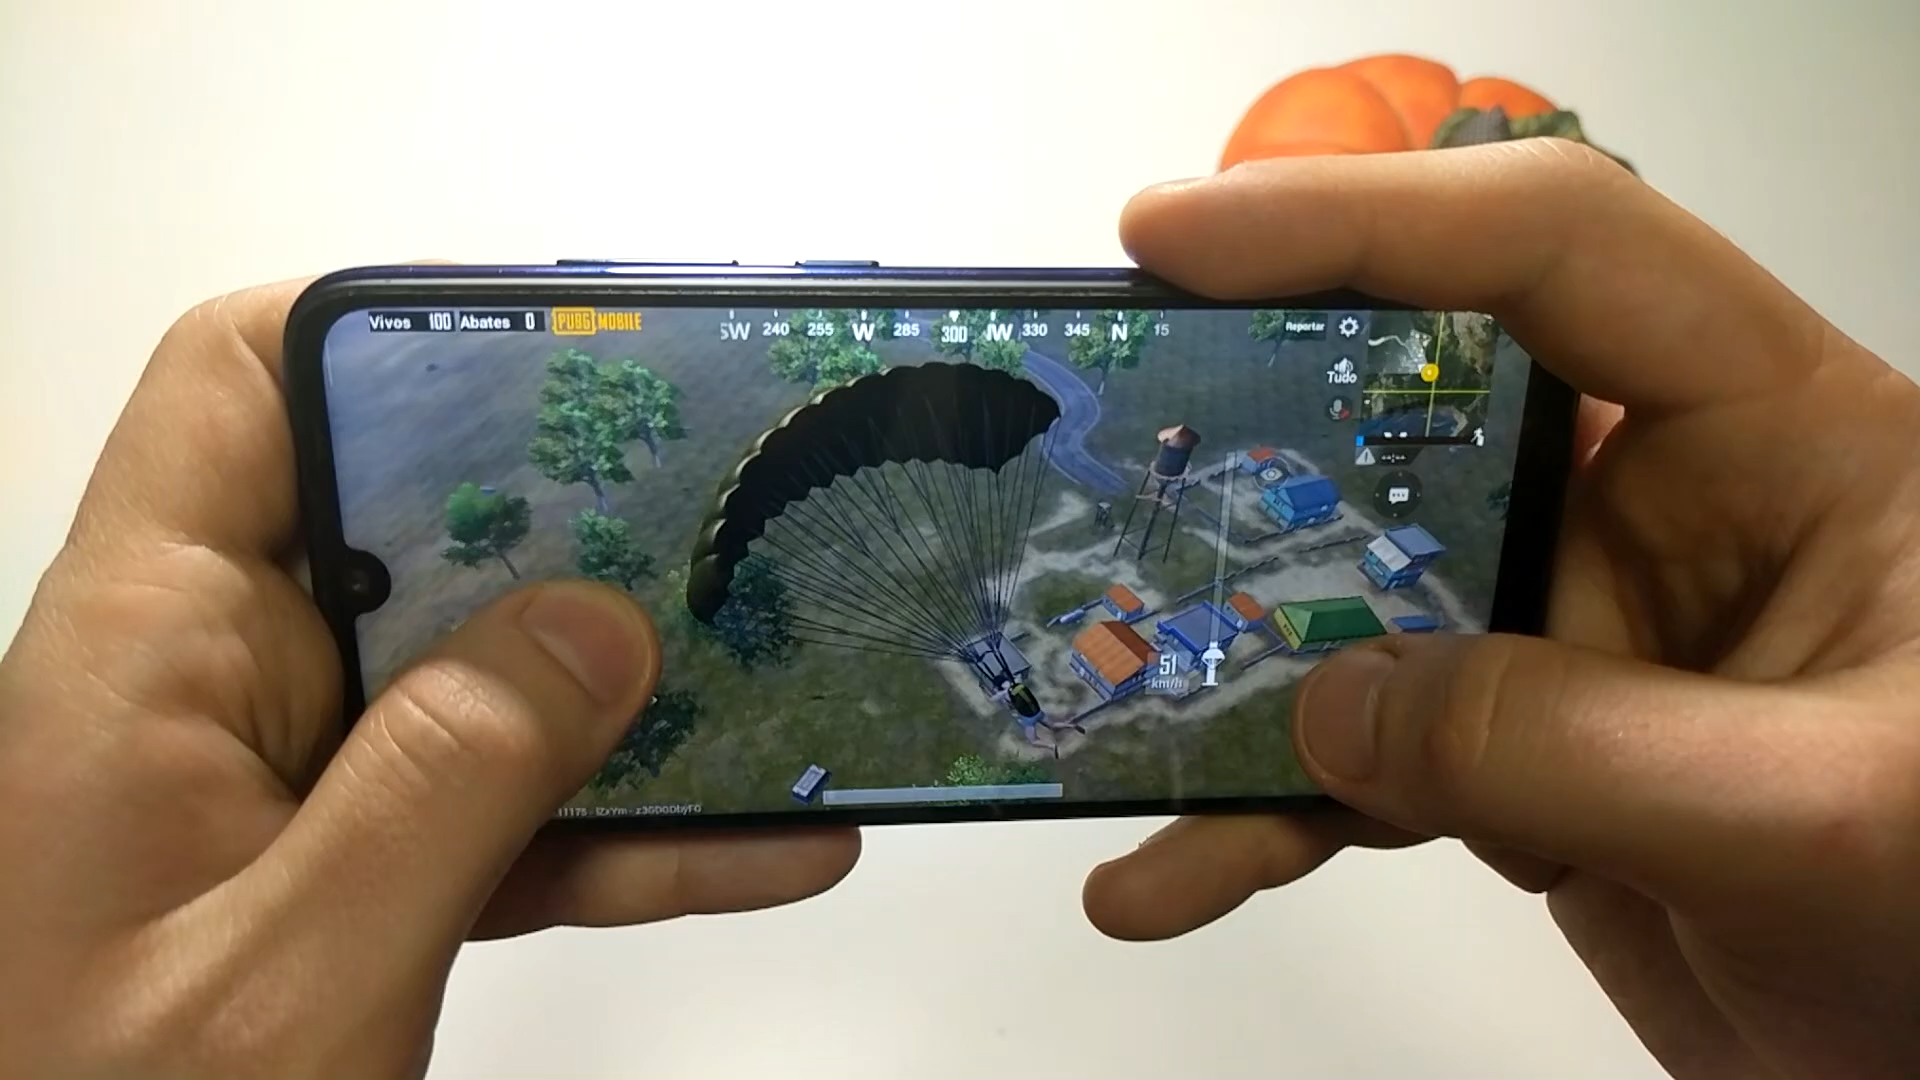 Vivos 100 Abates 0 PUBG MOBILE
SW 240 255 W 285 300 NW 330 345 N 15
Reportar
Tudo
51
km/h